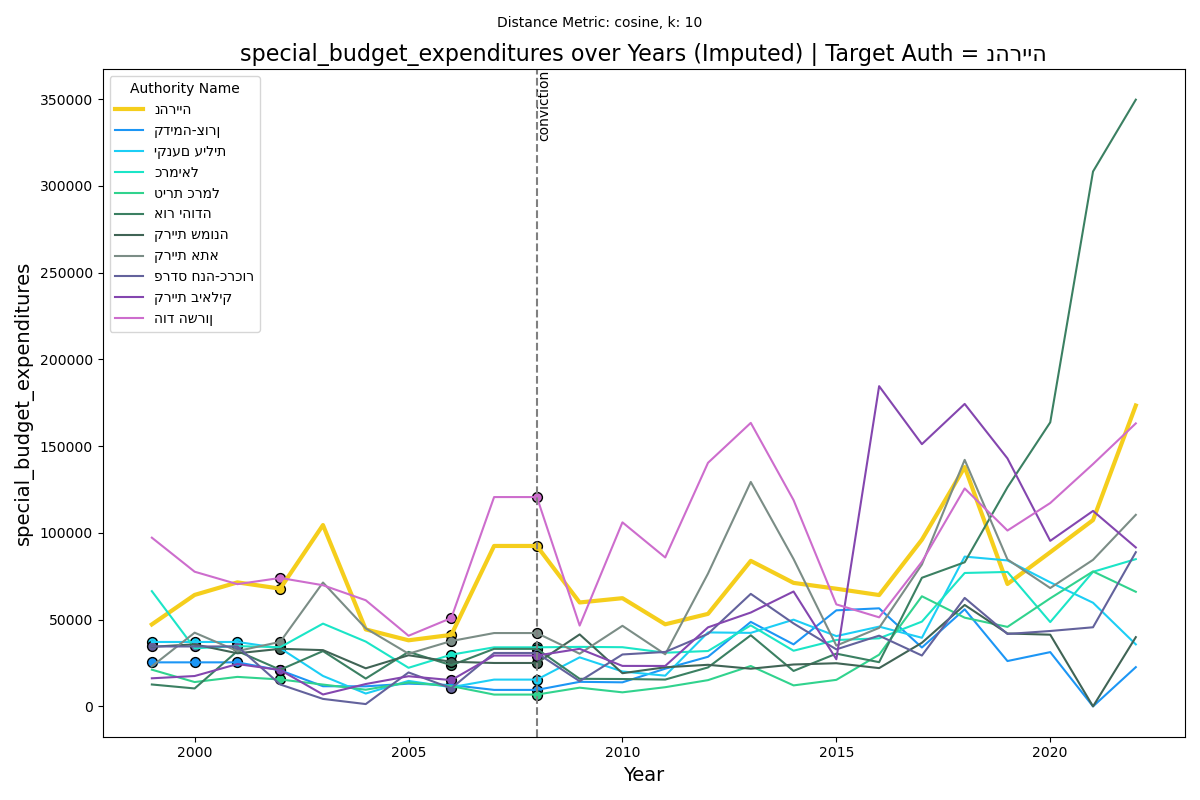 Distance Metric: cosine, k: 10
special_budget_expenditures over Years (Imputed) | Target Auth = נהרייה
conviction
Authority Name
נהרייה
קדימה-צורן
יקנעם עילית
כרמיאל
טירת כרמל
אור יהודה
קריית שמונה
קריית אתא
פרדס חנה-כרכור
קריית ביאליק
הוד השרון
special_budget_expenditures
350000
300000
250000
200000
150000
100000
50000
0
2000
2005
2010
2015
2020
Year